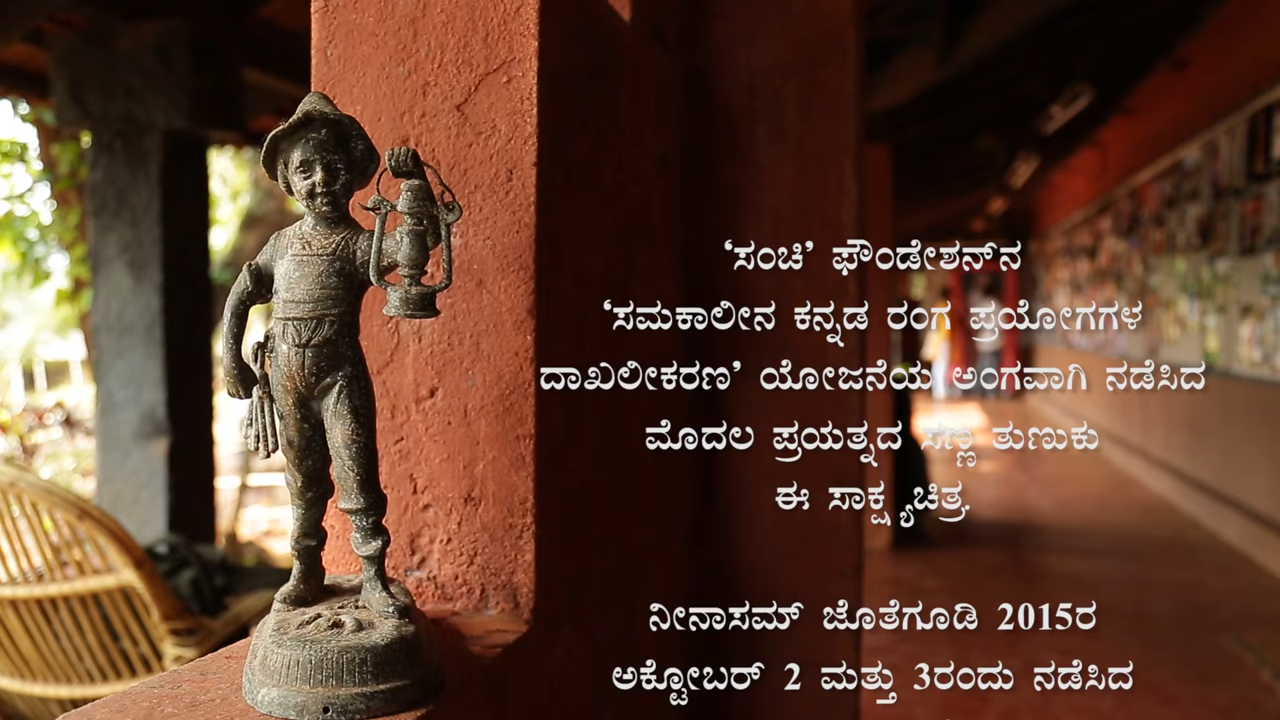 ‘ಸಂಚಿ’ ಫೌಂಡೇಶನ್‌ನ
‘ಸಮಕಾಲೀನ ಕನ್ನಡ ರಂಗ ಪ್ರಯೋಗಗಳ
ದಾಖಲೀಕರಣ’ ಯೋಜನೆಯ ಅಂಗವಾಗಿ ನಡೆಸಿದ
ಮೊದಲ ಪ್ರಯತ್ನದ ಸಣ್ಣ ತುಣುಕು
ಈ ಸಾಕ್ಷ್ಯಚಿತ್ರ
ನೀನಾಸಮ್ ಜೊತೆಗೂಡಿ 2015ರ
ಅಕ್ಟೋಬರ್ 2 ಮತ್ತು 3ರಂದು ನಡೆಸಿದ